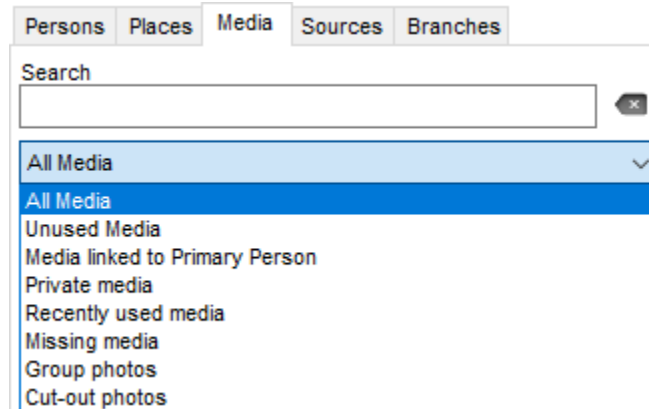 Persons Places Media Sources Branches
Search
All Media
All Media
Unused Media
Media linked to Primary Person
Private media
Recently used media
Missing media
Group photos
Cut-out photos